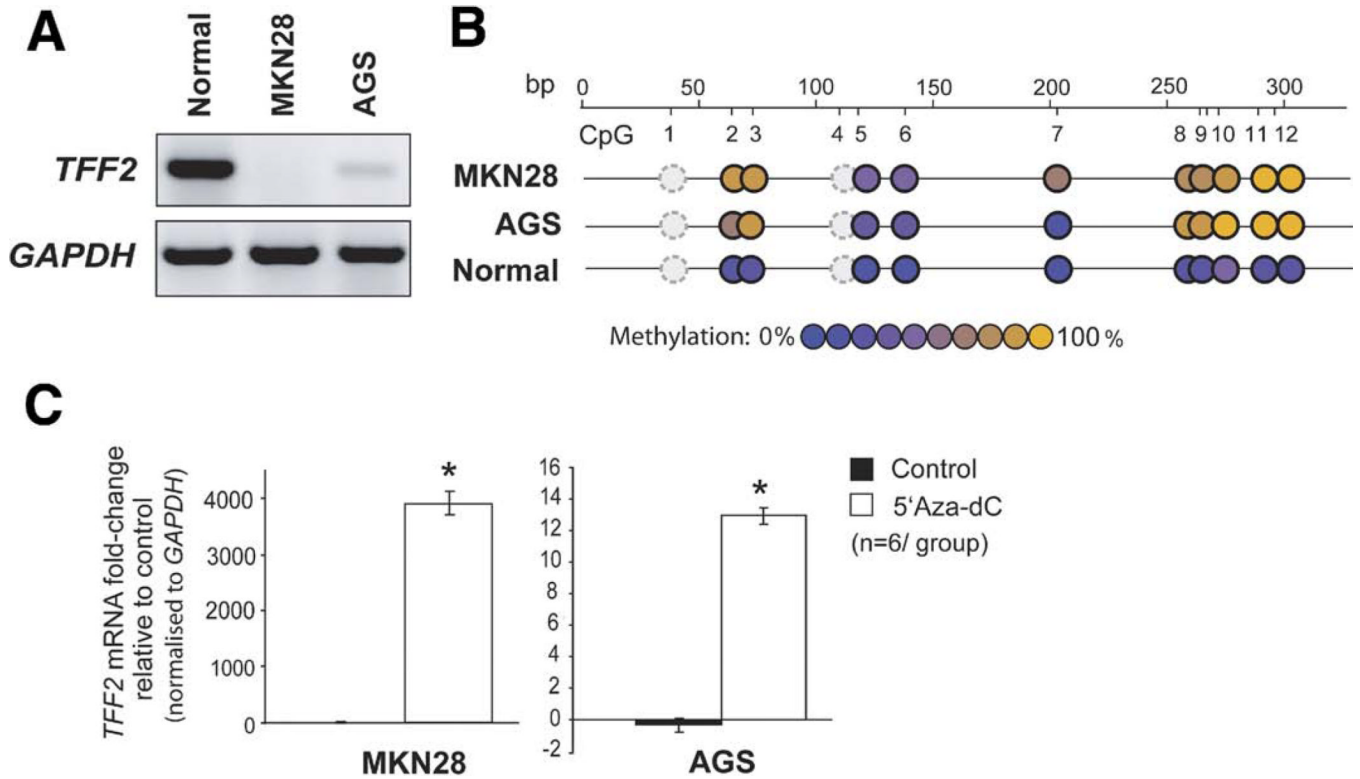 A
Normal
MKN28
AGS
TFF2
GAPDH
B
bp 0 50 100 150 200 250 300
CpG 1 2 3 4 5 6 7 8 9 10 11 12
MKN28
AGS
Normal
Methylation: 0% 100 %
C
TFF2 mRNA fold-change
relative to control
(normalised to GAPDH)
4000
3000
2000
1000
0
*
MKN28
16
14
12
10
8
6
4
2
0
-2
*
AGS
Control
5'Aza-dC
(n=6/ group)